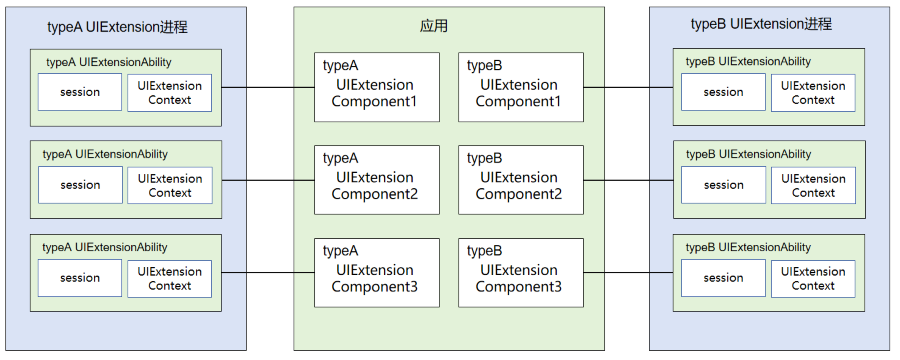 typeA UIExtension进程
typeA UIExtensionAbility
session
UIExtension
Context
typeA UIExtensionAbility
session
UIExtension
Context
typeA UIExtensionAbility
session
UIExtension
Context
应用
typeA
UIExtension
Component1
typeB
UIExtension
Component1
typeA
UIExtension
Component2
typeB
UIExtension
Component2
typeA
UIExtension
Component3
typeB
UIExtension
Component3
typeB UIExtension进程
typeB UIExtensionAbility
session
UIExtension
Context
typeB UIExtensionAbility
session
UIExtension
Context
typeB UIExtensionAbility
session
UIExtension
Context